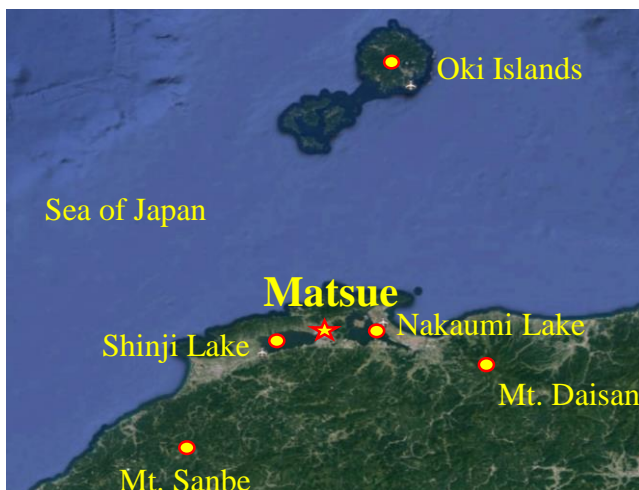 Oki Islands
Sea of Japan
Matsue
Nakaumi Lake
Shinji Lake
Mt. Daisan
Mt. Sanbe